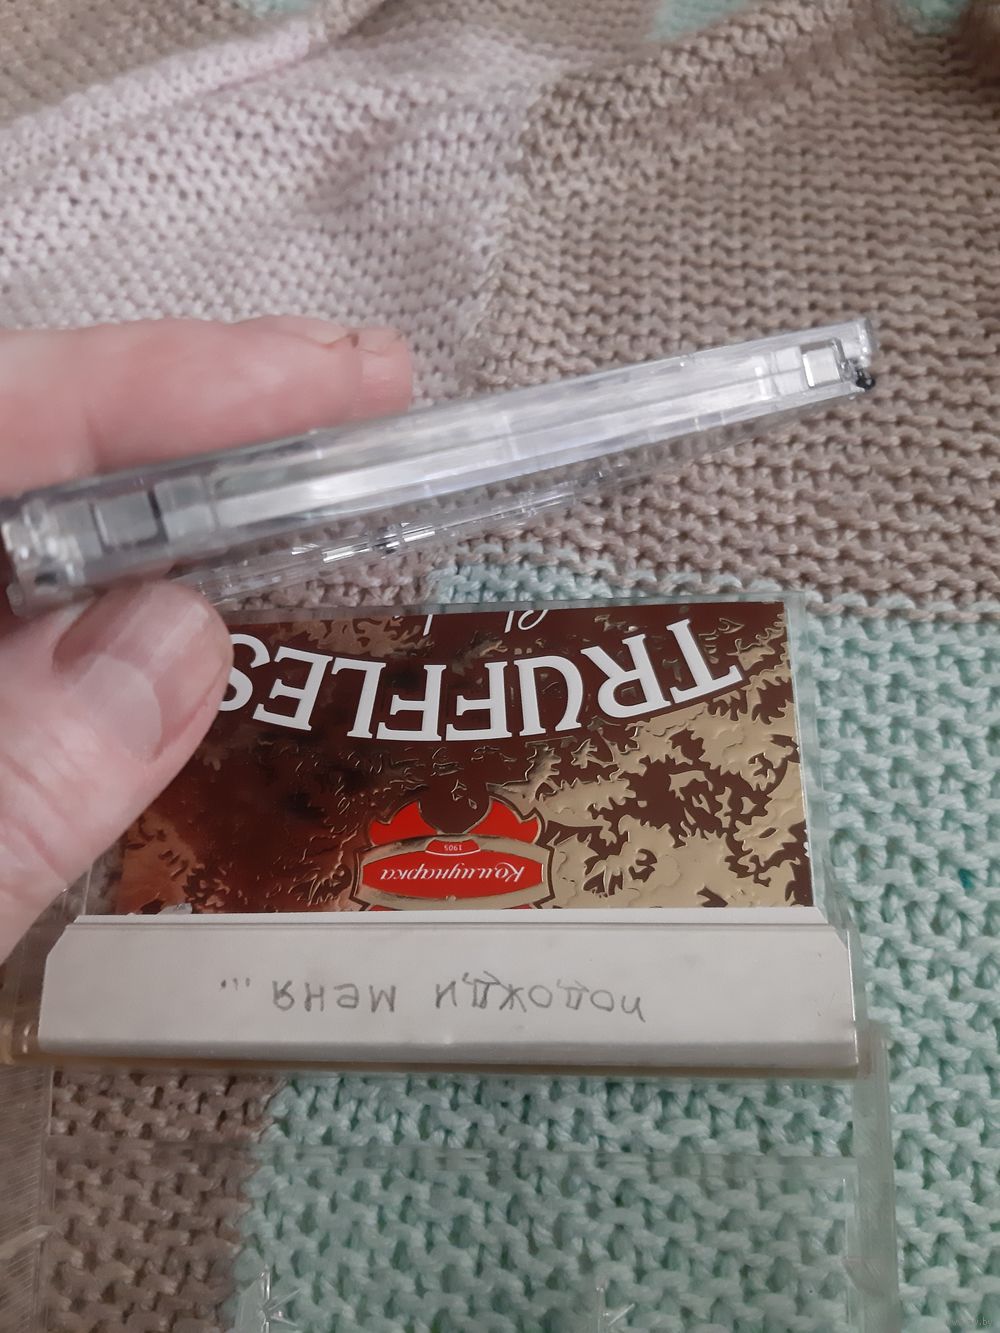 подожди меня ...
Коммунарка
1905
TRUFFLES